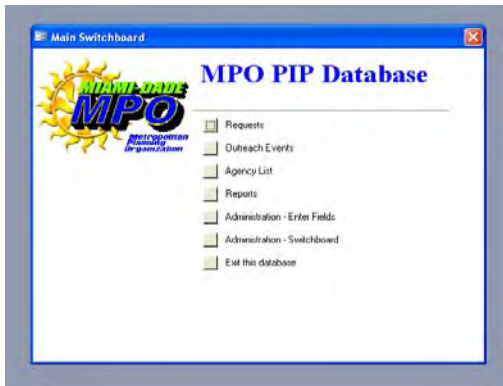 Main Switchboard
MIAMI-DADE
MPO
Metropolitan
Planning
Organization
MPO PIP Database
Requests
Outreach Events
Agency List
Reports
Administration - Enter Fields
Administration - Switchboard
Exit this database